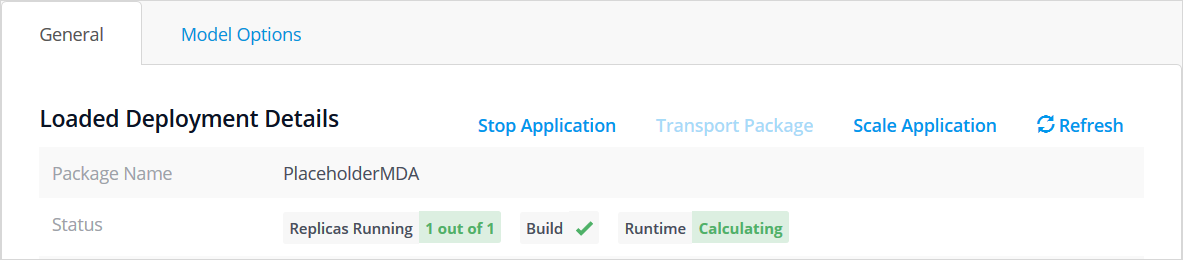 General Model Options
Loaded Deployment Details Stop Application Transport Package Scale Application Refresh
Package Name PlaceholderMDA
Status Replicas Running 1 out of 1 Build Runtime Calculating